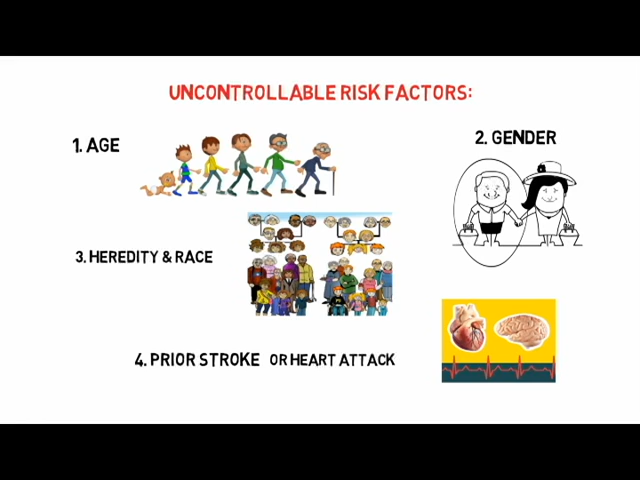 UNCONTROLLABLE RISK FACTORS:
1. AGE
2. GENDER
3. HEREDITY & RACE
4. PRIOR STROKE OR HEART ATTACK